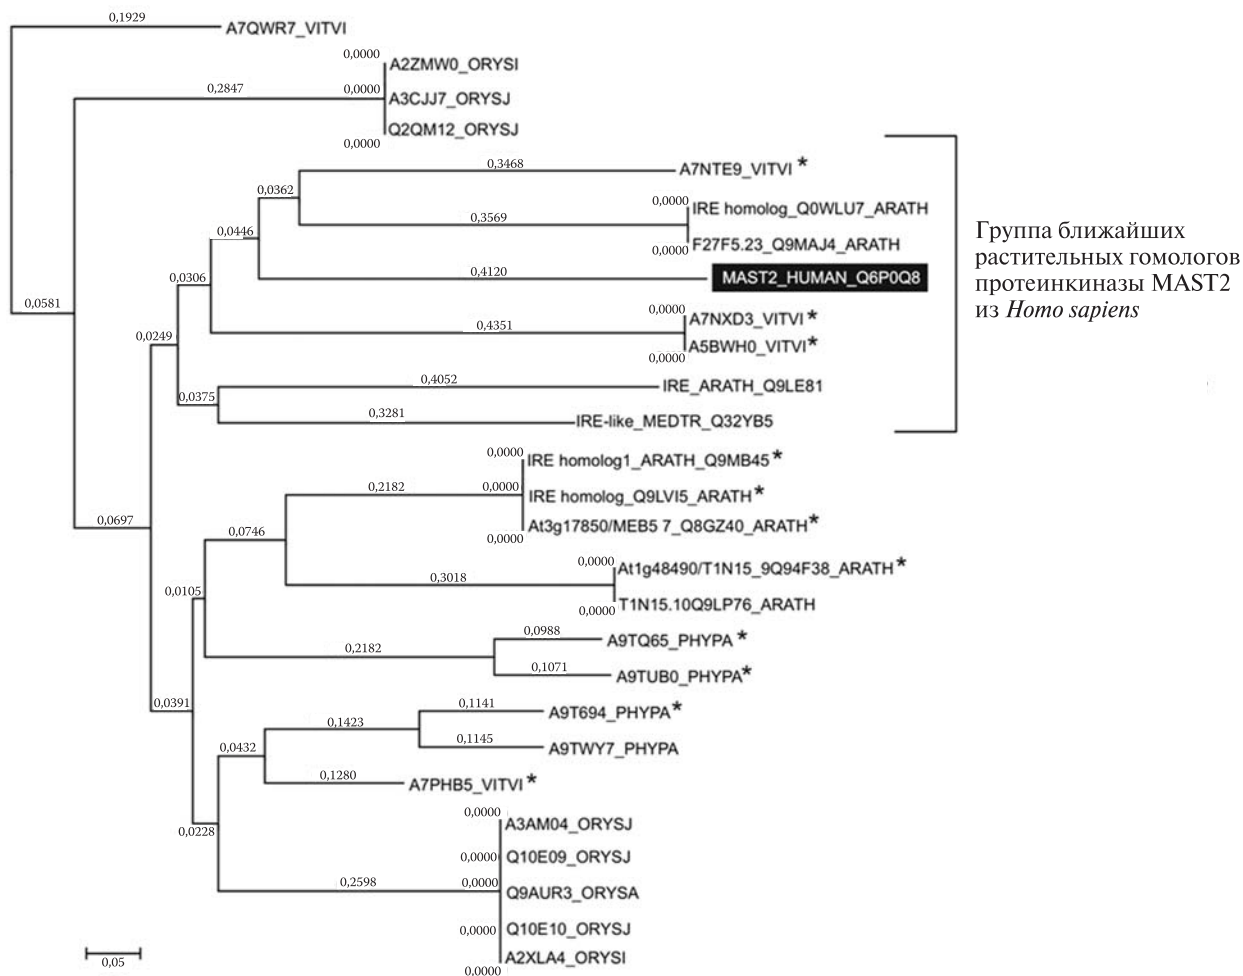 0,1929
A7QWR7_VITVI
0,0000
A2ZMW0_ORYSI
0,2847
0,0000
A3CJJ7_ORYSJ
Q2QM12_ORYSJ
0,0000
0,3468
A7NTE9_VITVI *
0,0362
0,0000
IRE homolog_Q0WLU7_ARATH
0,3569
0,0446
0,0000
F27F5.23_Q9MAJ4_ARATH
0,4120
MAST2_HUMAN_Q6P0Q8
Группа ближайших
растительных гомологов
протеинкиназы MAST2
из Homo sapiens
0,0306
0,0581
0,0000
A7NXD3_VITVI *
0,4351
0,0249
A5BWH0_VITVI*
0,0000
0,4052
IRE_ARATH_Q9LE81
0,0375
0,3281
IRE-like_MEDTR_Q32YB5
0,0000
IRE homolog1_ARATH_Q9MB45*
0,2182
0,0000
IRE homolog_Q9LVI5_ARATH*
0,0697
At3g17850/MEB5 7_Q8GZ40_ARATH*
0,0000
0,0746
0,0000
At1g48490/T1N15_9Q94F38_ARATH*
0,3018
0,0105
0,0000
T1N15.10Q9LP76_ARATH
0,0988
A9TQ65_PHYPA *
0,2182
0,1071
A9TUB0_PHYPA*
0,0391
0,1141
A9T694_PHYPA*
0,1423
0,1145
A9TWY7_PHYPA
0,0432
0,1280
A7PHB5_VITVI *
0,0000
A3AM04_ORYSJ
0,0228
0,0000
Q10E09_ORYSJ
0,2598
0,0000
Q9AUR3_ORYSA
0,0000
Q10E10_ORYSJ
A2XLA4_ORYSI
0,0000
0,05